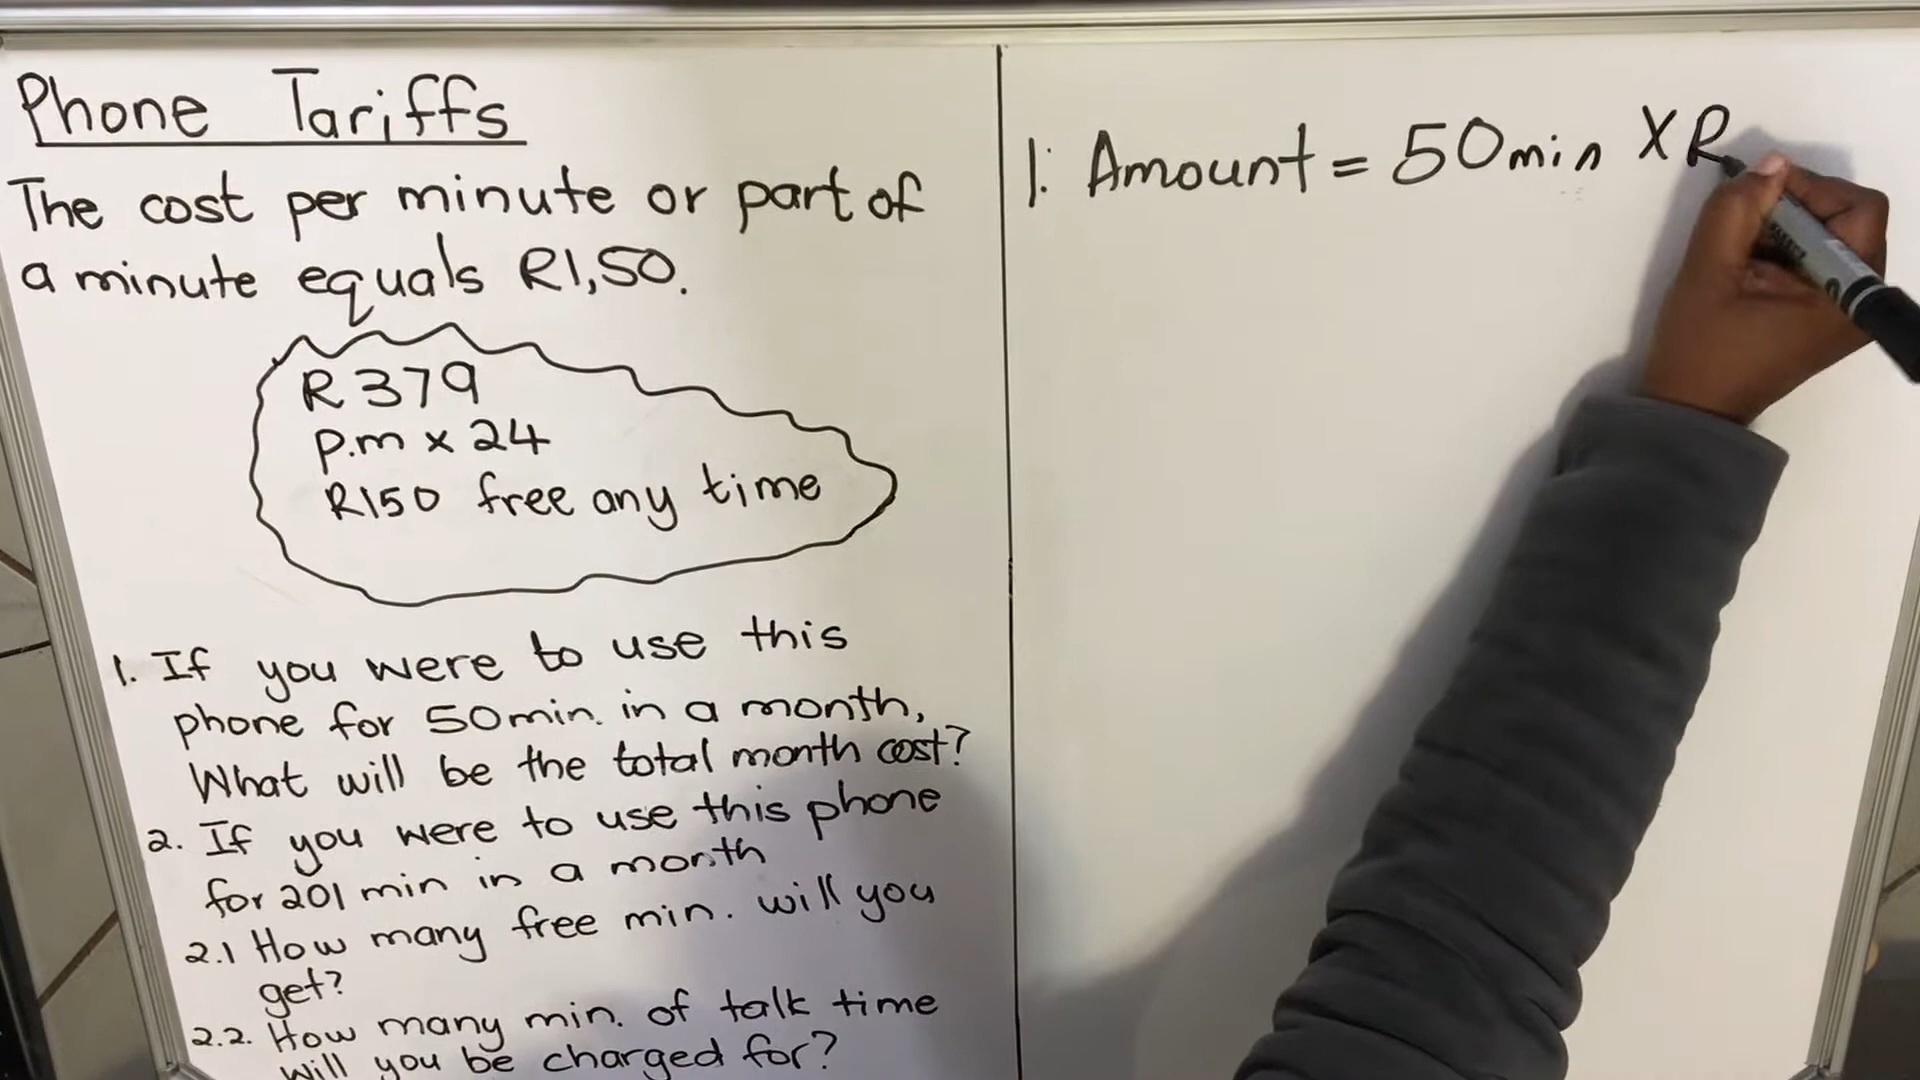 Phone Tariffs
The cost per minute or part of
a minute equals R1,50.
R379
p.m x 24
R150 free any time
1. If you were to use this
phone for 50min. in a month,
What will be the total month cost?
2. If you were to use this phone
for 201 min in a month
2.1 How many free min. will you
get?
2.2. How many min. of talk time
will you be charged for?
1. Amount = 50min X R